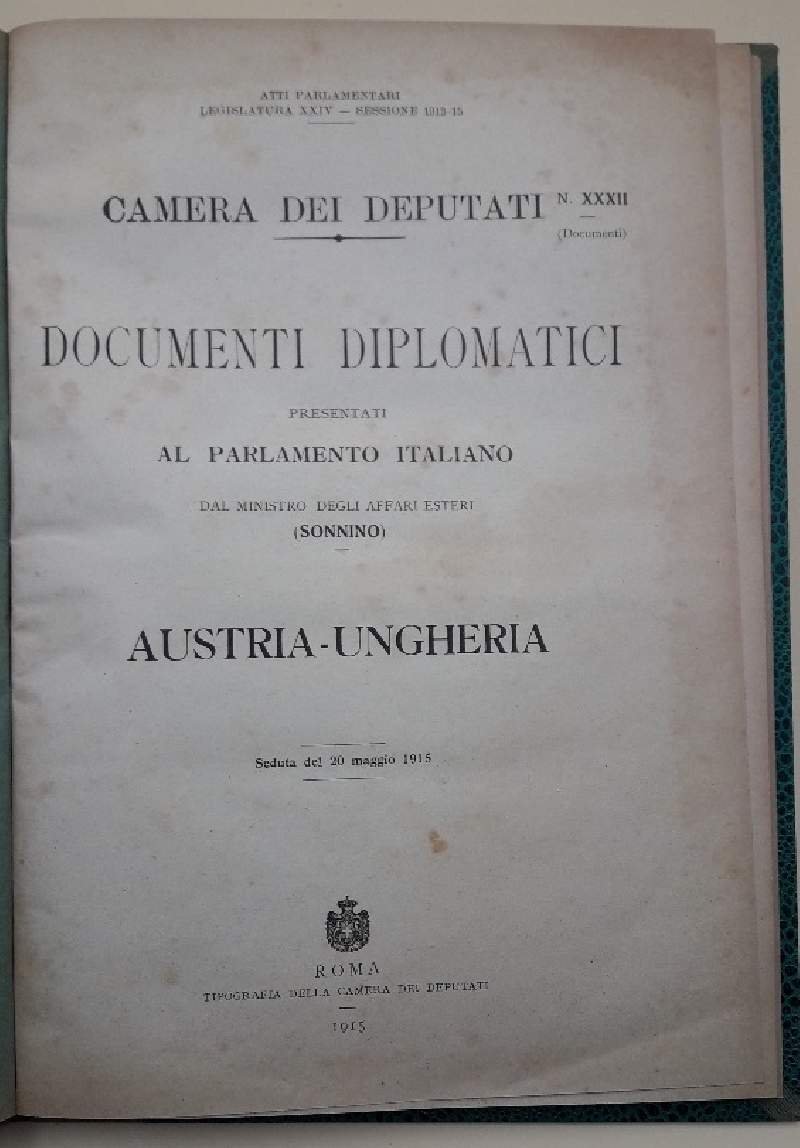 ATTI PARLAMENTARI
LEGISLATURA XXIV — SESSIONE 1913-15
CAMERA DEI DEPUTATI N. XXXII
(Documenti)
DOCUMENTI DIPLOMATICI
PRESENTATI
AL PARLAMENTO ITALIANO
DAL MINISTRO DEGLI AFFARI ESTERI
(SONNINO)
AUSTRIA-UNGHERIA
Seduta del 20 maggio 1915
ROMA
TIPOGRAFIA DELLA CAMERA DEI DEPUTATI
1915